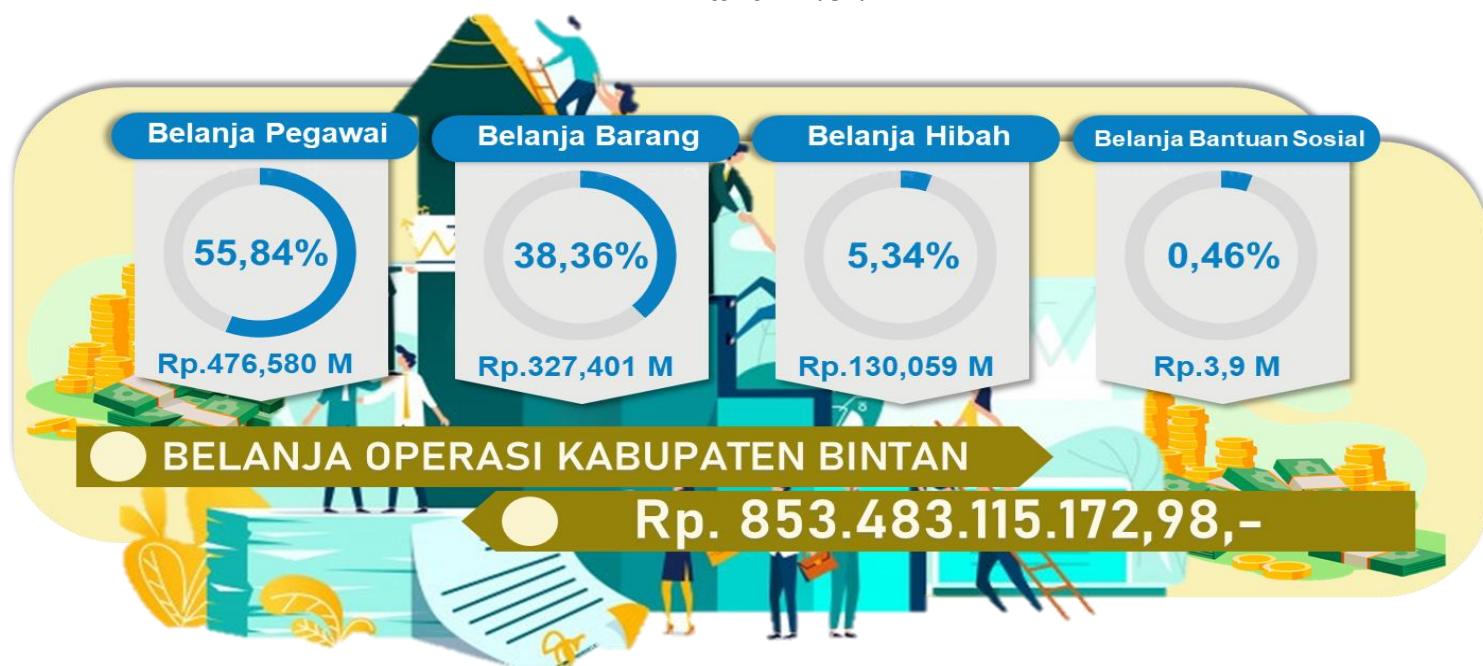 Belanja Pegawai
55,84%
Rp.476,580 M
Belanja Barang
38,36%
Rp.327,401 M
Belanja Hibah
5,34%
Rp.130,059 M
Belanja Bantuan Sosial
0,46%
Rp.3,9 M
BELANJA OPERASI KABUPATEN BINTAN
Rp. 853.483.115.172,98,-